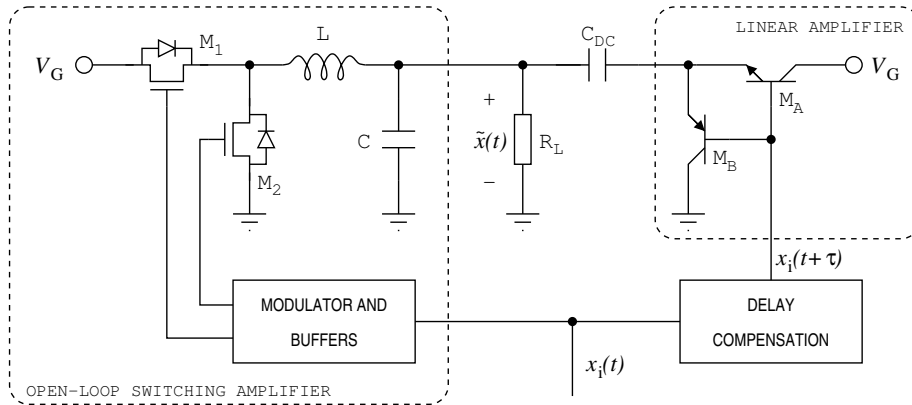 LINEAR AMPLIFIER
L
C_DC
M_1
V_G
V_G
M_A
+
x̃(t)
−
R_L
C
M_B
M_2
x_i(t+τ)
MODULATOR AND
BUFFERS
DELAY
COMPENSATION
x_i(t)
OPEN−LOOP SWITCHING AMPLIFIER